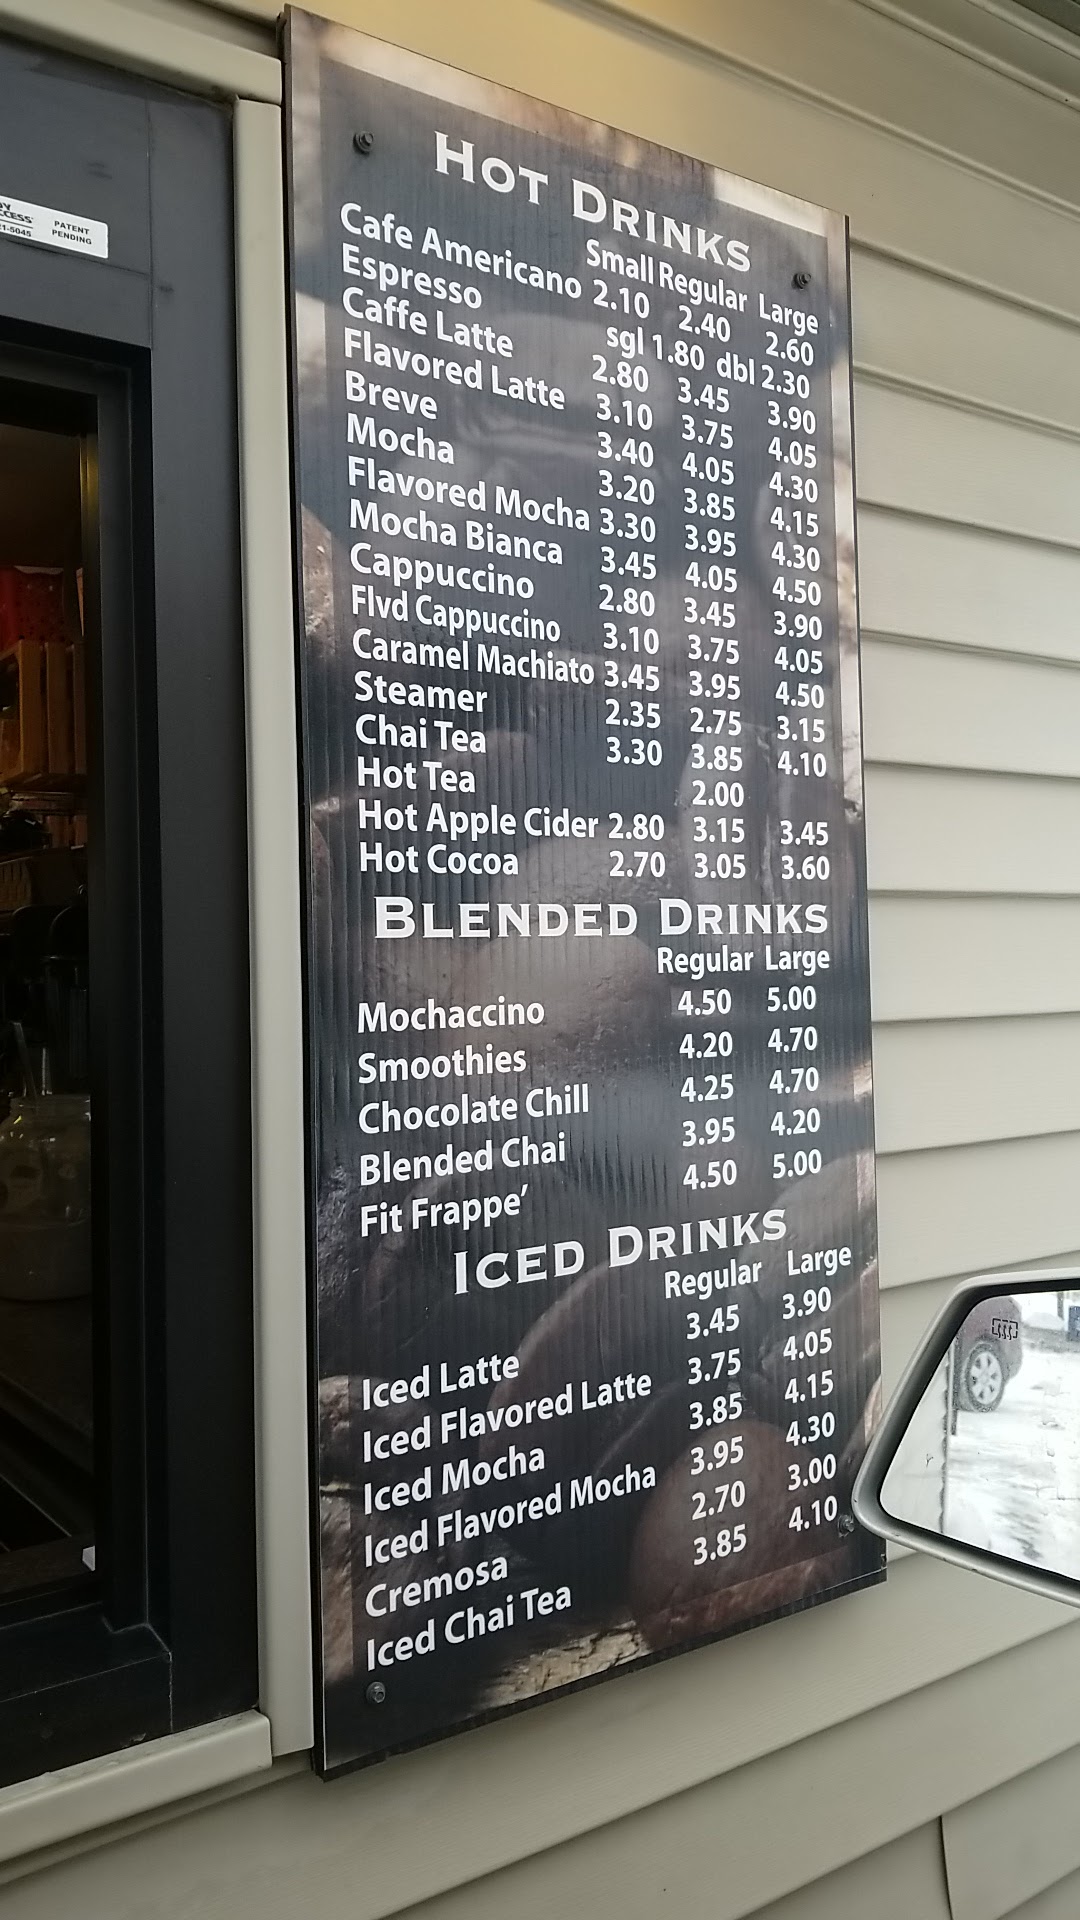 PATENT
PENDING
1-5045
HOT DRINKS
Small Regular Large
Cafe Americano 2.10 2.40 2.60
Espresso sgl 1.80 dbl 2.30
Caffe Latte 2.80 3.45 3.90
Flavored Latte 3.10 3.75 4.05
Breve 3.40 4.05 4.30
Mocha 3.20 3.85 4.15
Flavored Mocha 3.30 3.95 4.30
Mocha Bianca 3.45 4.05 4.50
Cappuccino 2.80 3.45 3.90
Flvd Cappuccino 3.10 3.75 4.05
Caramel Machiato 3.45 3.95 4.50
Steamer 2.35 2.75 3.15
Chai Tea 3.30 3.85 4.10
Hot Tea 2.00
Hot Apple Cider 2.80 3.15 3.45
Hot Cocoa 2.70 3.05 3.60
BLENDED DRINKS
Regular Large
Mochaccino 4.50 5.00
Smoothies 4.20 4.70
Chocolate Chill 4.25 4.70
Blended Chai 3.95 4.20
Fit Frappe’ 4.50 5.00
ICED DRINKS
Regular Large
Iced Latte 3.45 3.90
Iced Flavored Latte 3.75 4.05
Iced Mocha 3.85 4.15
Iced Flavored Mocha 3.95 4.30
Cremosa 2.70 3.00
Iced Chai Tea 3.85 4.10